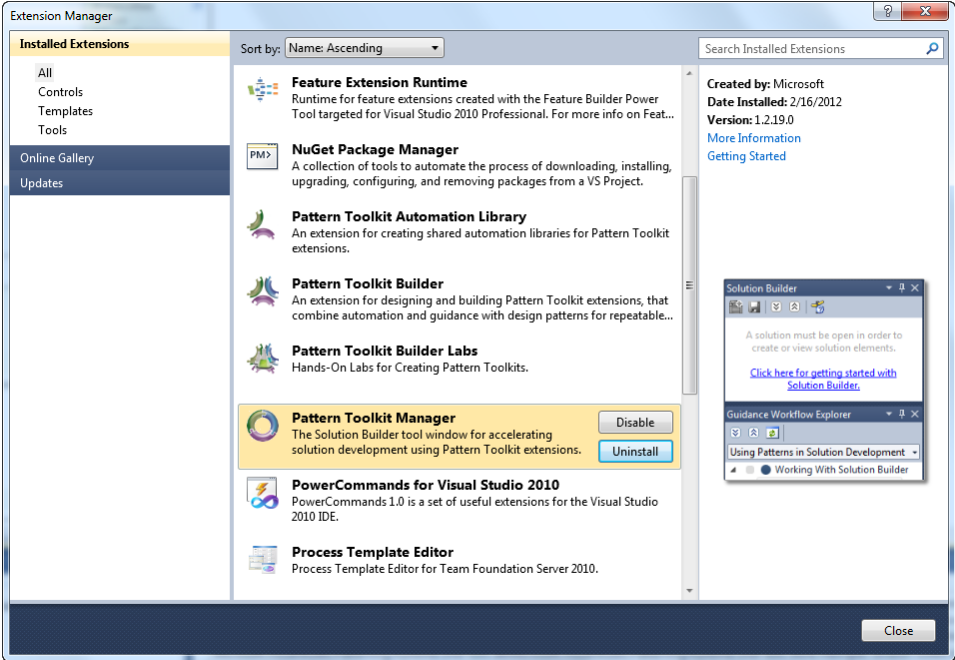 Extension Manager
?
Installed Extensions
All
Controls
Templates
Tools
Online Gallery
Updates
Sort by: Name: Ascending
Feature Extension Runtime
Runtime for feature extensions created with the Feature Builder Power
Tool targeted for Visual Studio 2010 Professional. For more info on Feat...
PM>
NuGet Package Manager
A collection of tools to automate the process of downloading, installing,
upgrading, configuring, and removing packages from a VS Project.
Pattern Toolkit Automation Library
An extension for creating shared automation libraries for Pattern Toolkit
extensions.
Pattern Toolkit Builder
An extension for designing and building Pattern Toolkit extensions, that
combine automation and guidance with design patterns for repeatable...
Pattern Toolkit Builder Labs
Hands-On Labs for Creating Pattern Toolkits.
Pattern Toolkit Manager
The Solution Builder tool window for accelerating
solution development using Pattern Toolkit extensions.
Disable
Uninstall
PowerCommands for Visual Studio 2010
PowerCommands 1.0 is a set of useful extensions for the Visual Studio
2010 IDE.
Process Template Editor
Process Template Editor for Team Foundation Server 2010.
Search Installed Extensions
Created by: Microsoft
Date Installed: 2/16/2012
Version: 1.2.19.0
More Information
Getting Started
Solution Builder
A solution must be open in order to
create or view solution elements.
Click here for getting started with
Solution Builder.
Guidance Workflow Explorer
Using Patterns in Solution Development
Working With Solution Builder
Close